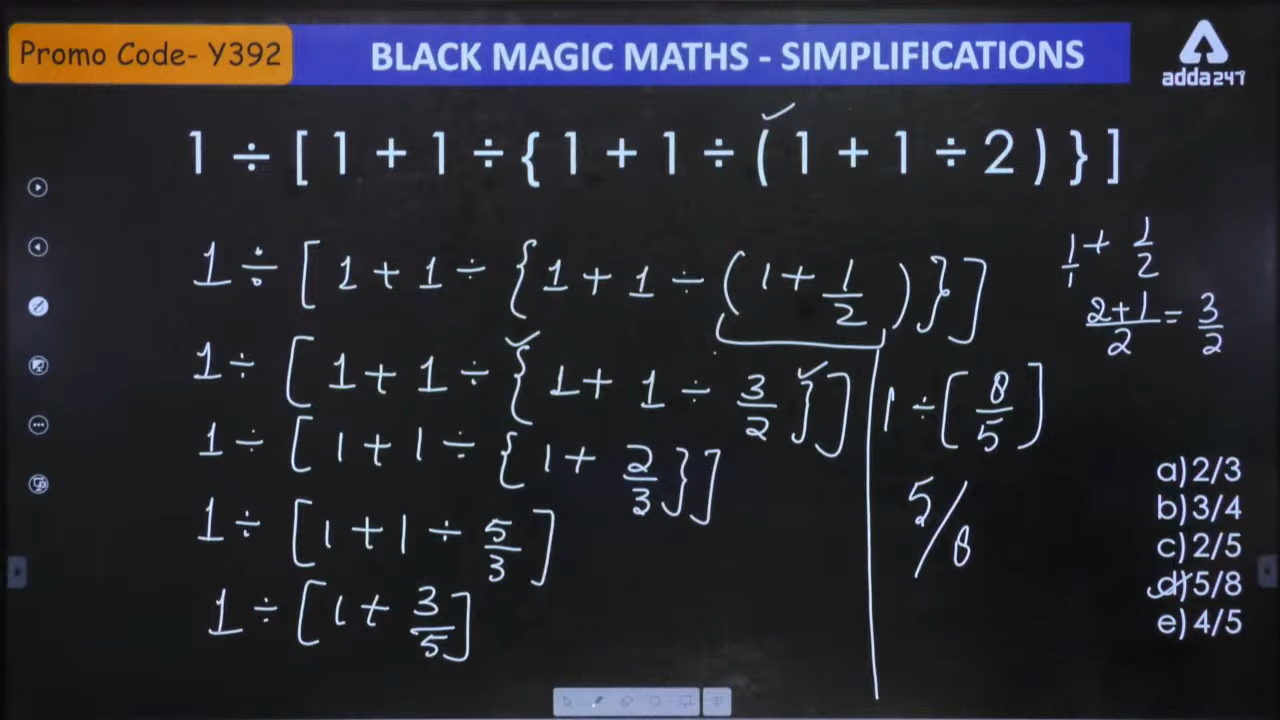 Promo Code- Y392
BLACK MAGIC MATHS - SIMPLIFICATIONS
adda247
1 ÷ [ 1 + 1 ÷ { 1 + 1 ÷ ( 1 + 1 ÷ 2 ) } ]
1 ÷ [ 1 + 1 ÷ { 1 + 1 ÷ ( 1 + 1/2 ) } ]
1/1 + 1/2
2+1/2 = 3/2
1 ÷ [ 1 + 1 ÷ { 1 + 1 ÷ 3/2 } ]
1 ÷ [ 1 + 1 ÷ { 1 + 2/3 } ]
1 ÷ [ 1 + 1 ÷ 5/3 ]
1 ÷ [ 1 + 3/5 ]
1 ÷ [ 8/5 ]
5/8
a) 2/3
b) 3/4
c) 2/5
d) 5/8
e) 4/5